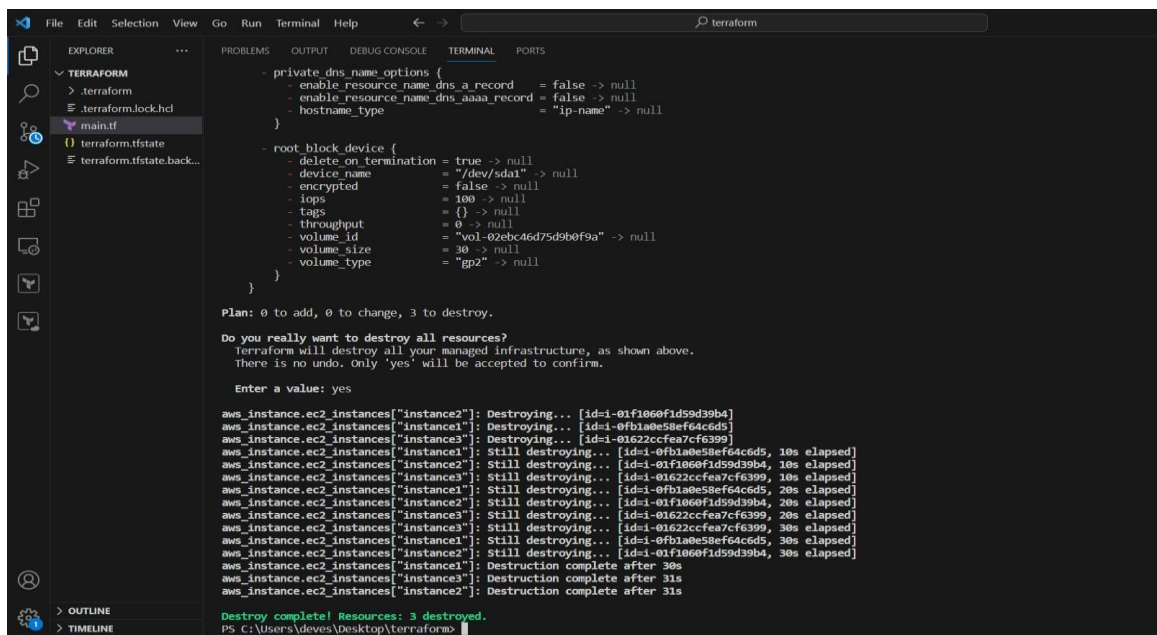 File Edit Selection View Go Run Terminal Help
terraform
EXPLORER
TERRAFORM
.terraform
.terraform.lock.hcl
main.tf
terraform.tfstate
terraform.tfstate.back...
OUTLINE
TIMELINE
PROBLEMS OUTPUT DEBUG CONSOLE TERMINAL PORTS
- private_dns_name_options {
- enable_resource_name_dns_a_record = false -> null
- enable_resource_name_dns_aaaa_record = false -> null
- hostname_type = "ip-name" -> null
}
- root_block_device {
- delete_on_termination = true -> null
- device_name = "/dev/sda1" -> null
- encrypted = false -> null
- iops = 100 -> null
- tags = {} -> null
- throughput = 0 -> null
- volume_id = "vol-02ebc46d75d9b0f9a" -> null
- volume_size = 30 -> null
- volume_type = "gp2" -> null
}
}
Plan: 0 to add, 0 to change, 3 to destroy.
Do you really want to destroy all resources?
Terraform will destroy all your managed infrastructure, as shown above.
There is no undo. Only 'yes' will be accepted to confirm.
Enter a value: yes
aws_instance.ec2_instances["instance2"]: Destroying... [id=i-01f1060f1d59d39b4]
aws_instance.ec2_instances["instance1"]: Destroying... [id=i-0fb1a0e58ef64c6d5]
aws_instance.ec2_instances["instance3"]: Destroying... [id=i-01622ccfea7cf6399]
aws_instance.ec2_instances["instance1"]: Still destroying... [id=i-0fb1a0e58ef64c6d5, 10s elapsed]
aws_instance.ec2_instances["instance2"]: Still destroying... [id=i-01f1060f1d59d39b4, 10s elapsed]
aws_instance.ec2_instances["instance3"]: Still destroying... [id=i-01622ccfea7cf6399, 10s elapsed]
aws_instance.ec2_instances["instance1"]: Still destroying... [id=i-0fb1a0e58ef64c6d5, 20s elapsed]
aws_instance.ec2_instances["instance2"]: Still destroying... [id=i-01f1060f1d59d39b4, 20s elapsed]
aws_instance.ec2_instances["instance3"]: Still destroying... [id=i-01622ccfea7cf6399, 20s elapsed]
aws_instance.ec2_instances["instance3"]: Still destroying... [id=i-01622ccfea7cf6399, 30s elapsed]
aws_instance.ec2_instances["instance1"]: Still destroying... [id=i-0fb1a0e58ef64c6d5, 30s elapsed]
aws_instance.ec2_instances["instance2"]: Still destroying... [id=i-01f1060f1d59d39b4, 30s elapsed]
aws_instance.ec2_instances["instance1"]: Destruction complete after 30s
aws_instance.ec2_instances["instance3"]: Destruction complete after 31s
aws_instance.ec2_instances["instance2"]: Destruction complete after 31s
Destroy complete! Resources: 3 destroyed.
PS C:\Users\deves\Desktop\terraform>